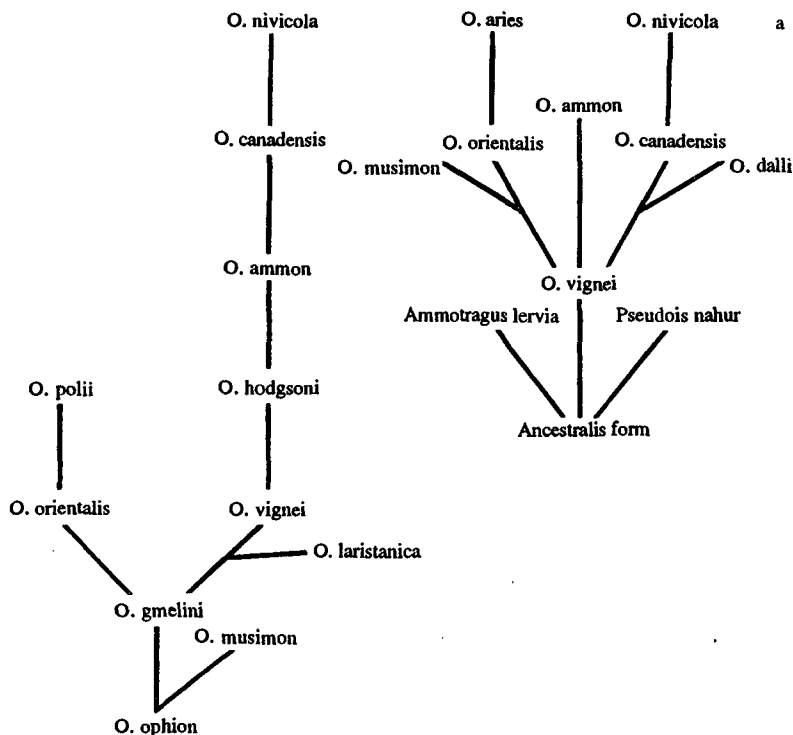 O. nivicola
O. canadensis
O. ammon
O. polii
O. hodgsoni
O. orientalis
O. vignei
O. laristanica
O. gmelini
O. musimon
O. ophion
O. aries
O. nivicola
a
O. ammon
O. orientalis
O. canadensis
O. musimon
O. dalli
O. vignei
Ammotragus lervia
Pseudois nahur
Ancestralis form